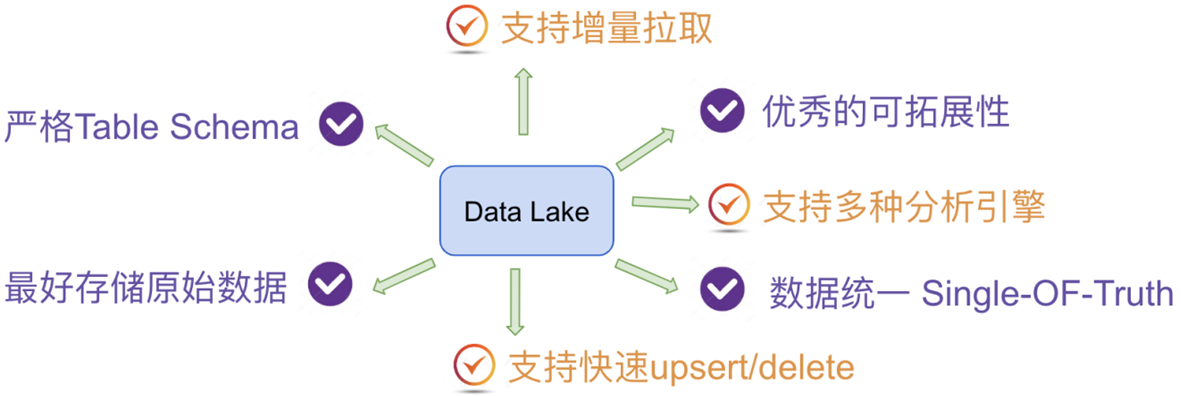 支持增量拉取
严格Table Schema
优秀的可拓展性
Data Lake
支持多种分析引擎
最好存储原始数据
数据统一 Single-OF-Truth
支持快速upsert/delete